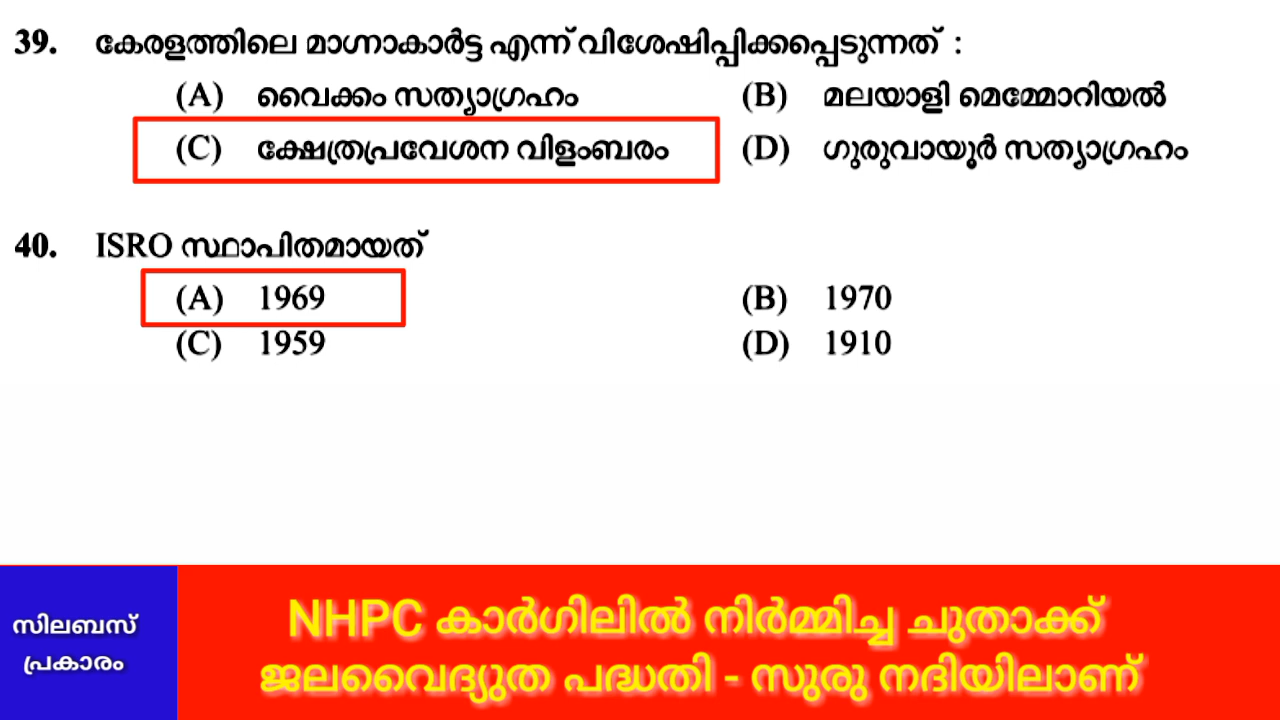 39. കേരളത്തിലെ മാഗ്നാകാർട്ട എന്ന് വിശേഷിപ്പിക്കപ്പെടുന്നത് :
(A) വൈക്കം സത്യാഗ്രഹം (B) മലയാളി മെമ്മോറിയൽ
(C) ക്ഷേത്രപ്രവേശന വിളംബരം (D) ഗുരുവായൂർ സത്യാഗ്രഹം
40. ISRO സ്ഥാപിതമായത്
(A) 1969 (B) 1970
(C) 1959 (D) 1910
സിലബസ്
പ്രകാരം
NHPC കാർഗിലിൽ നിർമ്മിച്ച ചുതാക്ക്
ജലവൈദ്യുത പദ്ധതി - സുരു നദിയിലാണ്